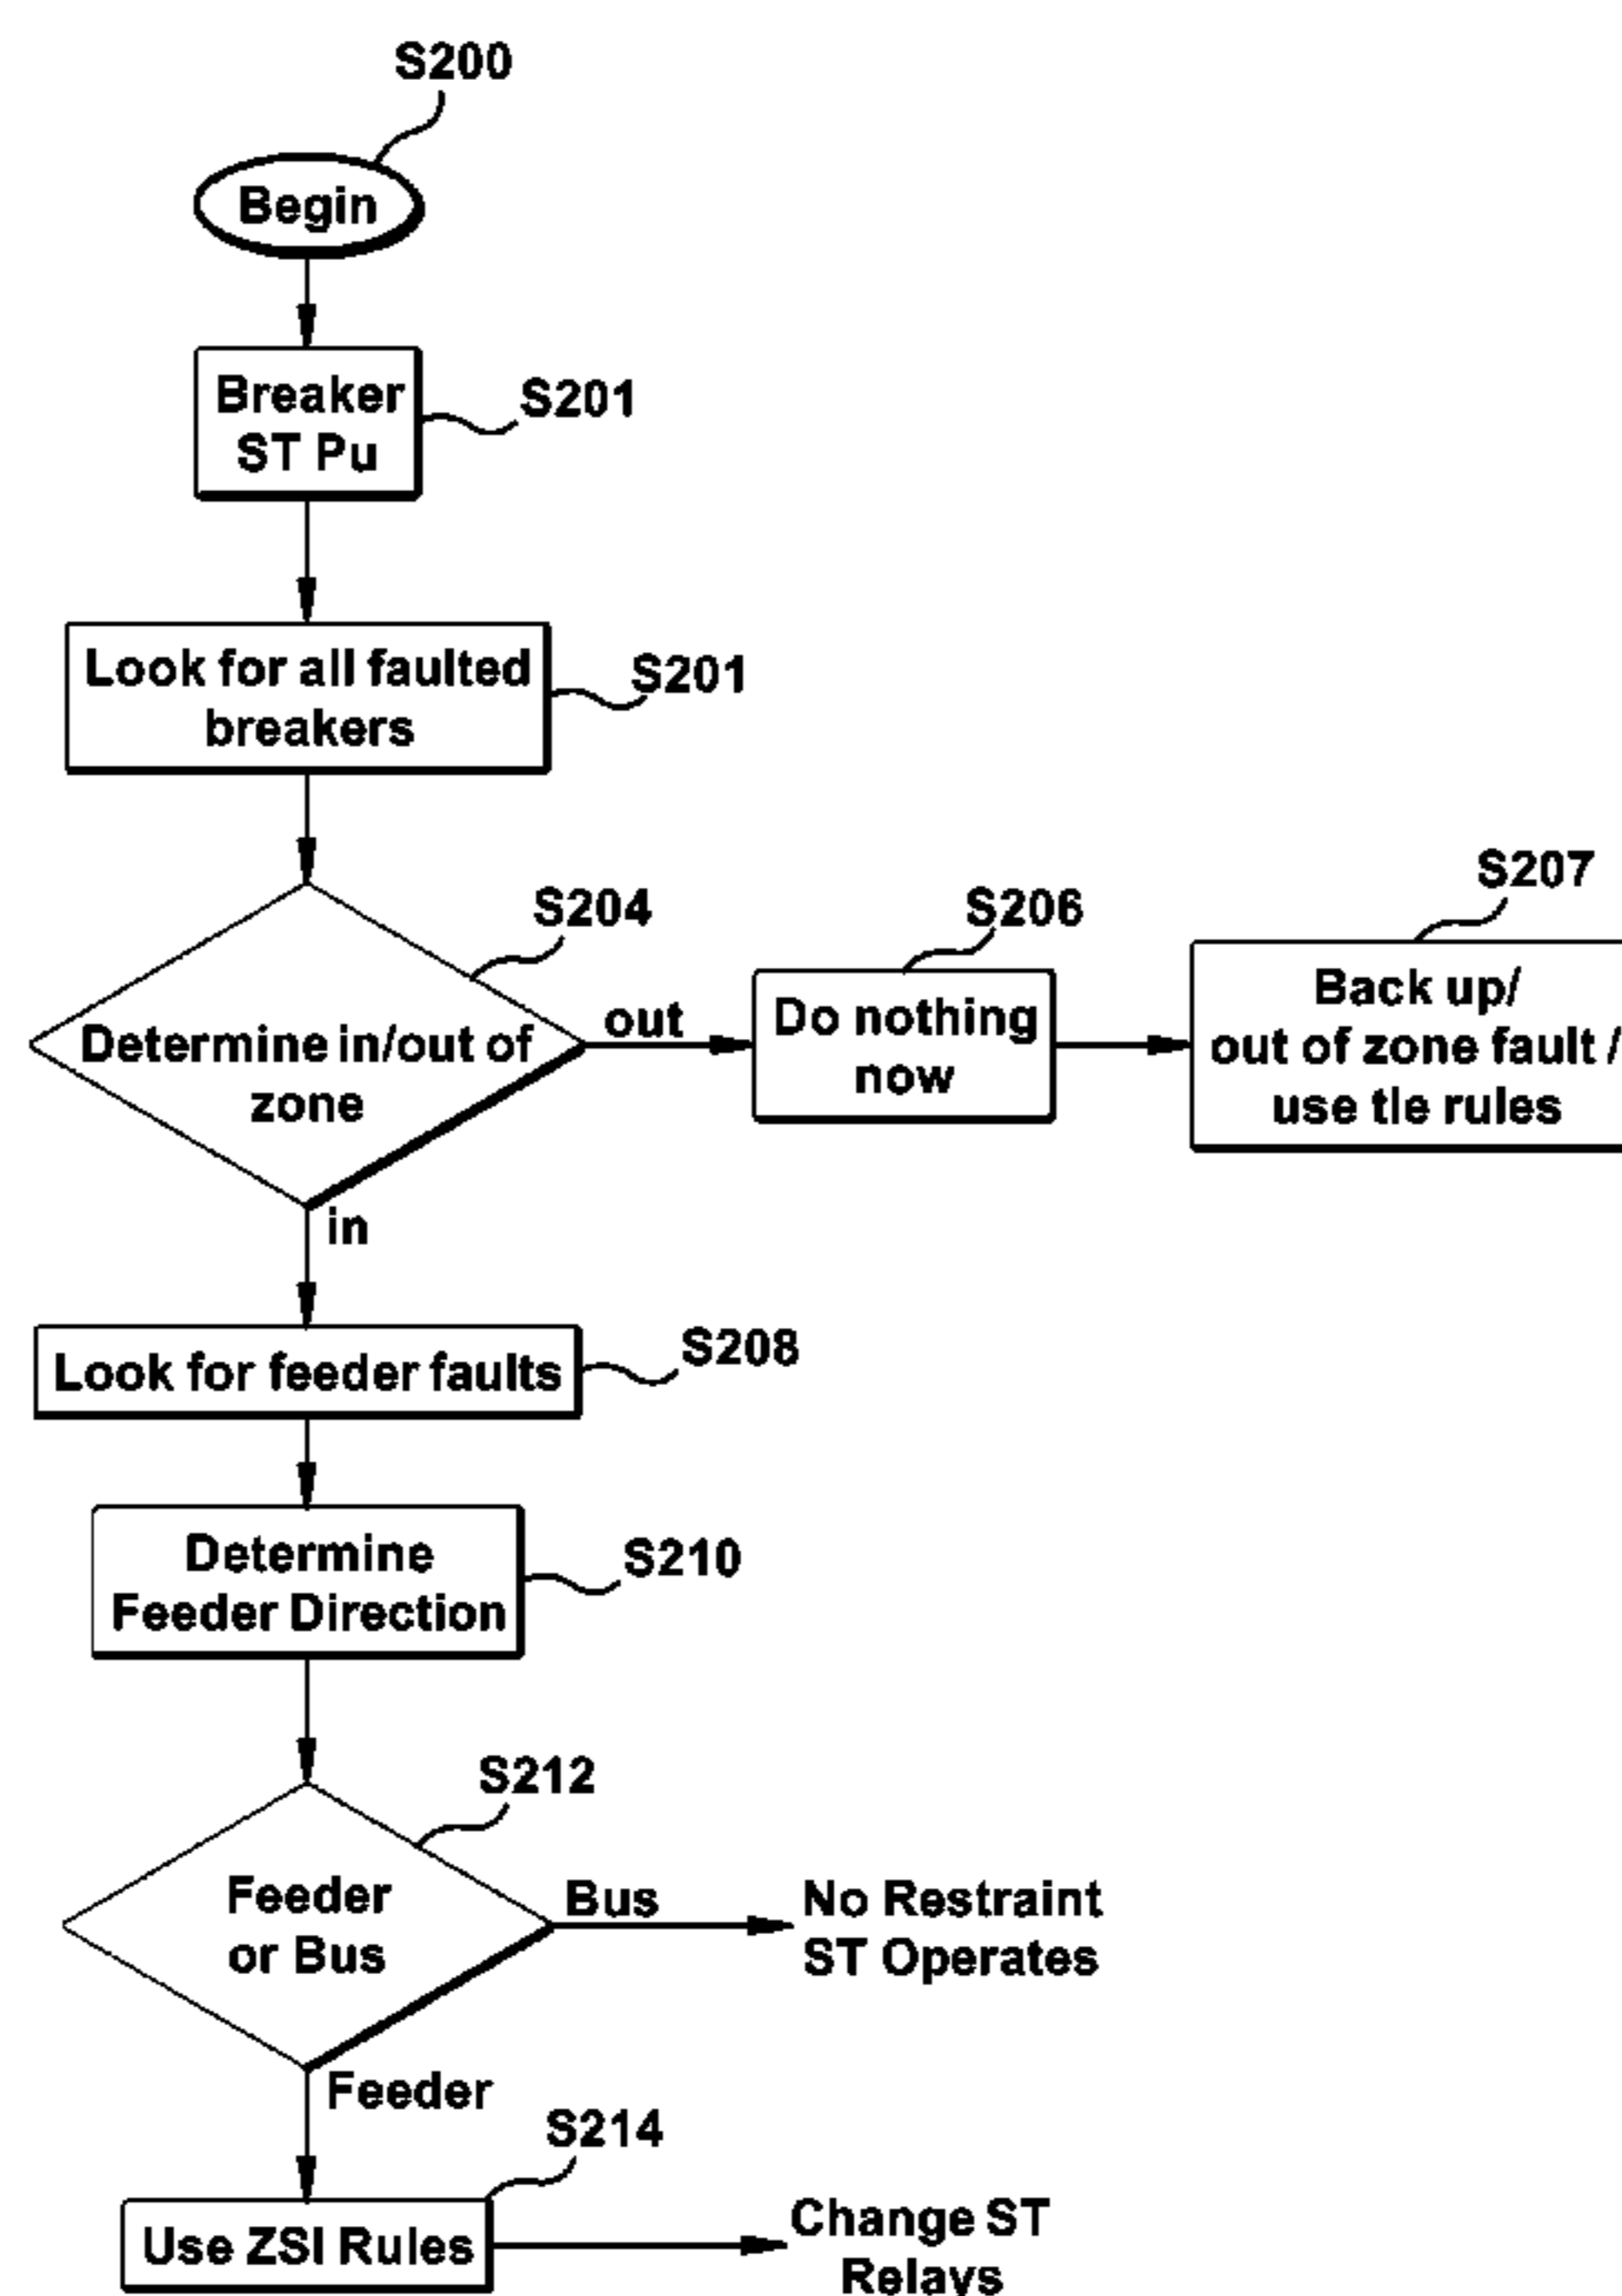 S200
Begin
Breaker
ST Pu
S201
Look for all faulted
breakers
S201
S204
Determine in/out of
zone
out
S206
Do nothing
now
S207
Back up/
out of zone fault /
use tie rules
in
Look for feeder faults
S208
Determine
Feeder Direction
S210
S212
Feeder
or Bus
Bus
No Restraint
ST Operates
Feeder
S214
Use ZSI Rules
Change ST
Relays